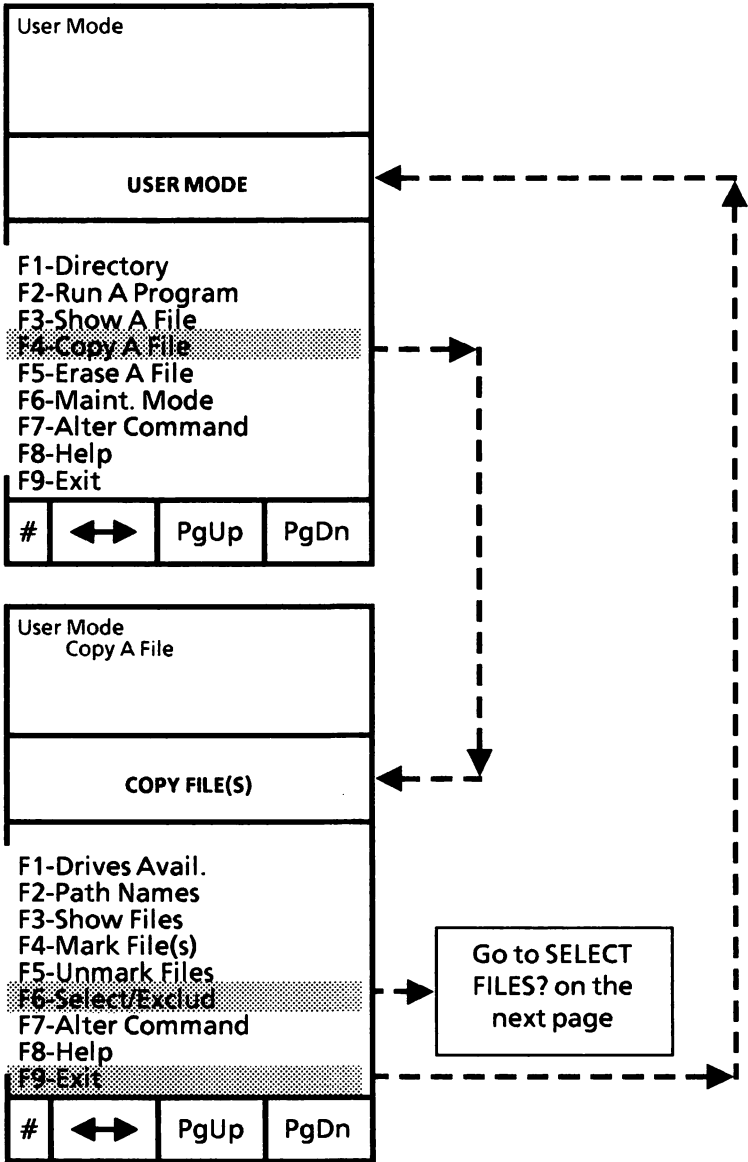 User Mode
USER MODE
F1-Directory
F2-Run A Program
F3-Show A File
F4-Copy A File
F5-Erase A File
F6-Maint. Mode
F7-Alter Command
F8-Help
F9-Exit
# PgUp PgDn
User Mode
Copy A File
COPY FILE(S)
F1-Drives Avail.
F2-Path Names
F3-Show Files
F4-Mark File(s)
F5-Unmark Files
F6-Select/Exclud
F7-Alter Command
F8-Help
F9-Exit
# PgUp PgDn
Go to SELECT
FILES? on the
next page